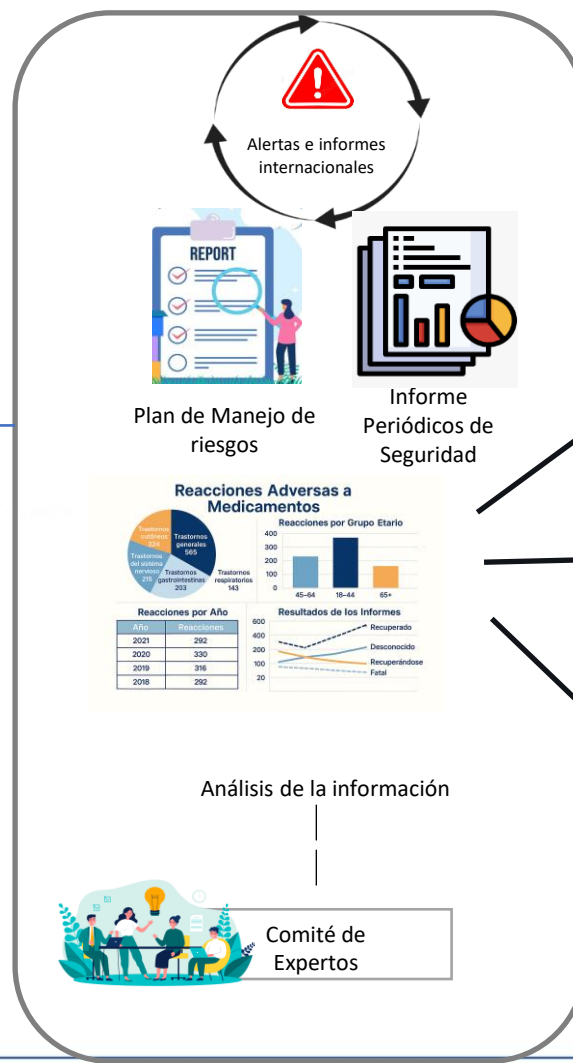 Alertas e informes
internacionales
REPORT
Plan de Manejo de
riesgos
Informe
Periódicos de
Seguridad
Reacciones Adversas a
Medicamentos
Trastornos
cutáneos
324
Trastornos
generales
565
Trastornos
del sistema
nervioso
215
Trastornos
gastrointestinas
203
Trastornos
respiratorios
143
Reacciones por Grupo Etario
400
300
200
100
0
45–64
18–44
65+
Reacciones por Año
Año Reacciones
2021 292
2020 330
2019 316
2018 292
Resultados de los Informes
600
400
200
100
20
Recuperado
Desconocido
Recuperándose
Fatal
Análisis de la información
Comité de
Expertos